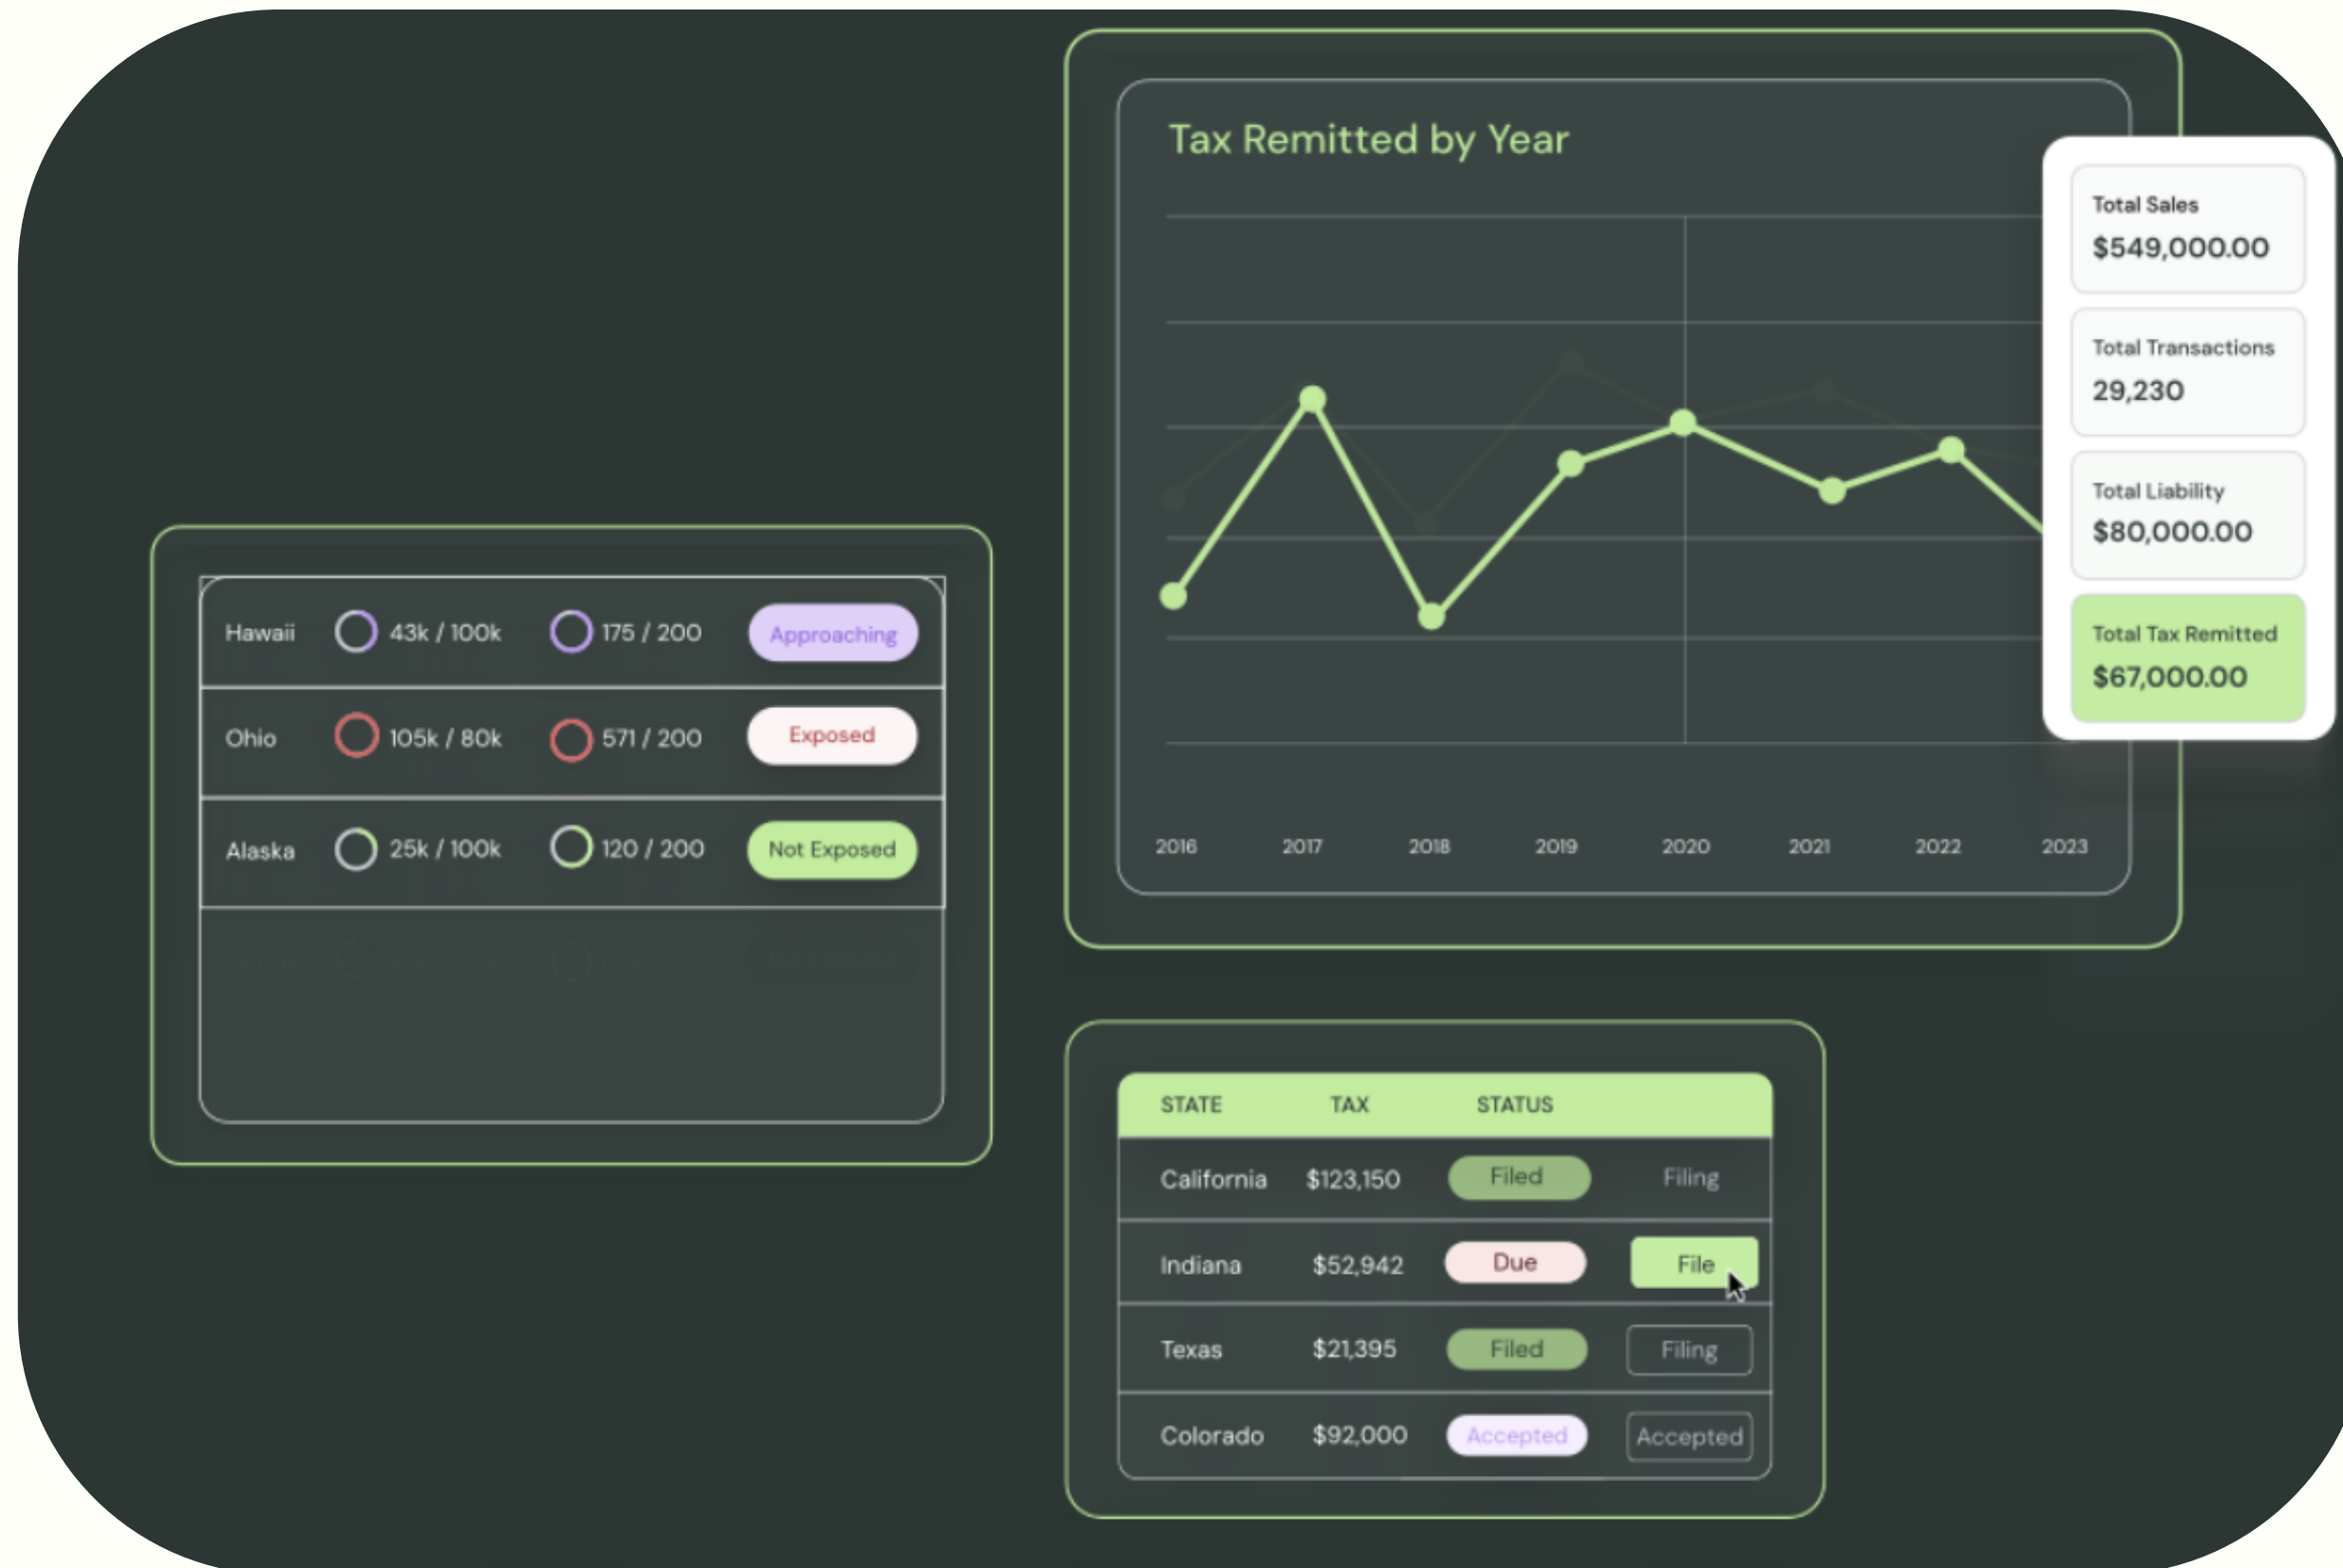 Tax Remitted by Year
2016 2017 2018 2019 2020 2021 2022 2023
Total Sales
$549,000.00
Total Transactions
29,230
Total Liability
$80,000.00
Total Tax Remitted
$67,000.00
Hawaii 43k / 100k 175 / 200 Approaching
Ohio 105k / 80k 571 / 200 Exposed
Alaska 25k / 100k 120 / 200 Not Exposed
STATE TAX STATUS
California $123,150 Filed Filing
Indiana $52,942 Due File
Texas $21,395 Filed Filing
Colorado $92,000 Accepted Accepted